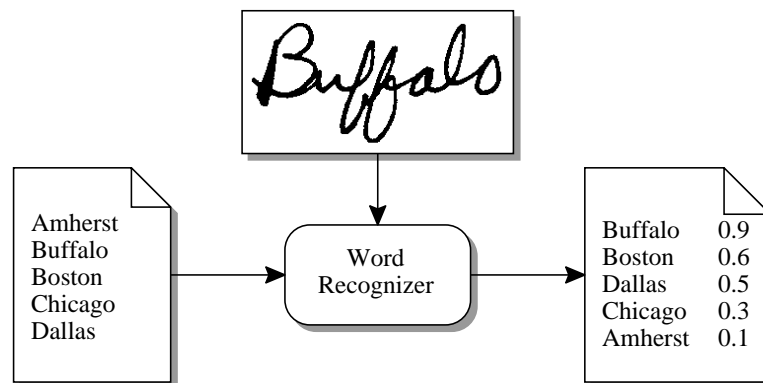 Buffalo
Amherst
Buffalo
Boston
Chicago
Dallas
Word
Recognizer
Buffalo 0.9
Boston 0.6
Dallas 0.5
Chicago 0.3
Amherst 0.1